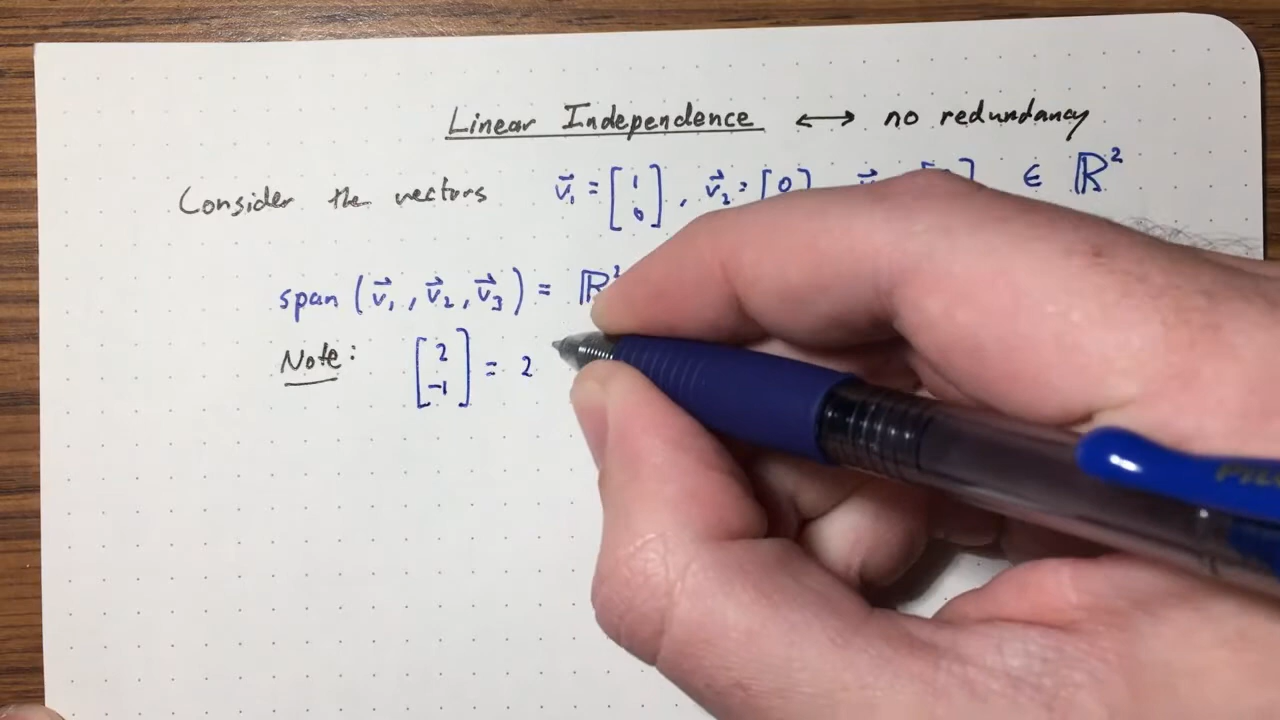 Linear Independence ⟷ no redundancy
Consider the vectors v⃗₁ = [1 0], v⃗₂ = [0 ∈ ℝ²
span (v⃗₁, v⃗₂, v⃗₃) = ℝ²
Note: [2 -1] = 2